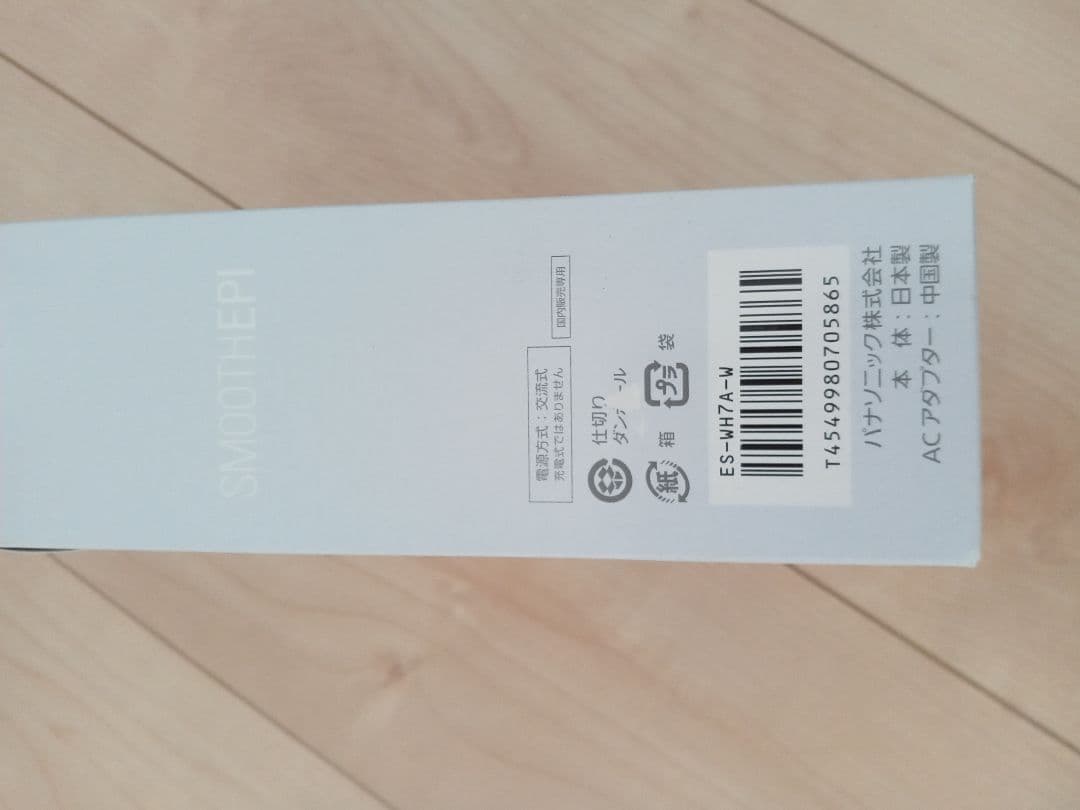 SMOOTHEPI
電源方式：交流式
充電式ではありません
国内販売専用
仕切り
紙 箱
プラ 袋
ES-WH7A-W
T4549980705865
パナソニック株式会社
本 体：日本製
ACアダプター：中国製